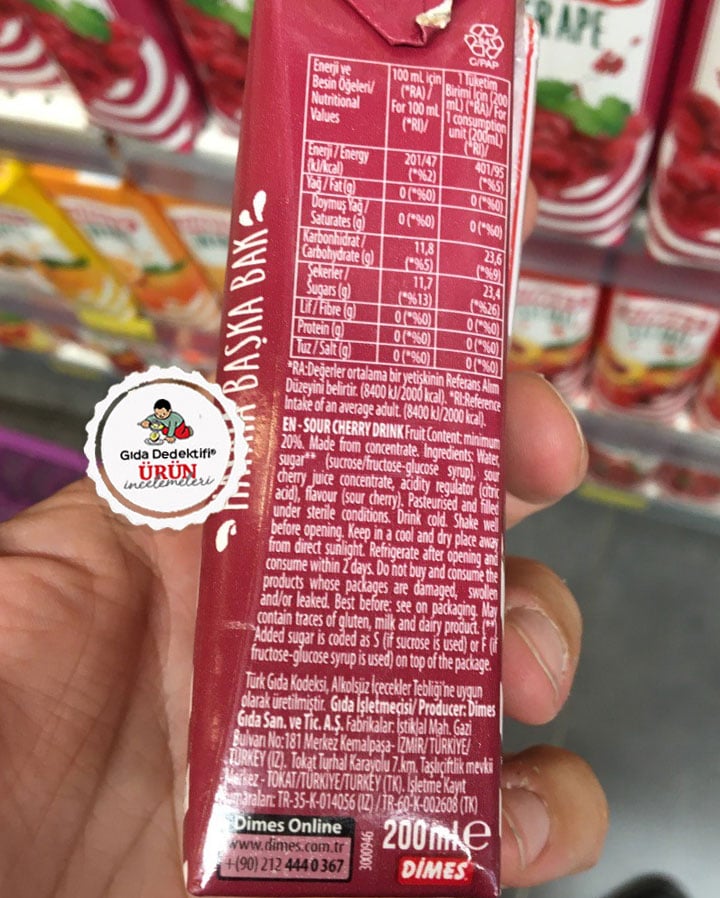 RAPE
C/PAP
Enerji ve
Besin Öğeleri/
Nutritional
Values
100 mL için
(*RA)/
For 100 mL
(*RI)/
1 Tüketim
Birimi İçin (200
mL) (*RA)/ For
1 consumption
unit (200mL)
(*RI)/
Enerji / Energy
(kJ/kcal)
201/47
(*%2)
401/95
(*%5)
Yağ / Fat (g)
0 (*%0)
0 (*%0)
Doymuş Yağ /
Saturates (g)
0 (*%0)
0 (*%0)
Karbonhidrat /
Carbohydrate (g)
11,8
(*%5)
23,6
(*%9)
Şekerler /
Sugars (g)
11,7
(*%13)
23,4
(*%26)
Lif / Fibre (g)
0 (*%0)
0 (*%0)
Protein (g)
0 (*%0)
0 (*%0)
Tuz / Salt (g)
0 (*%0)
0 (*%0)
*RA:Değerler ortalama bir yetişkinin Referans Alım
Düzeyini belirtir. (8400 kJ/2000 kcal). *RI:Reference
Intake of an average adult. (8400 kJ/2000 kcal).
EN - SOUR CHERRY DRINK Fruit Content: minimum
20%. Made from concentrate. Ingredients: Water,
sugar** (sucrose/fructose-glucose syrup), sour
cherry juice concentrate, acidity regulator (citric
acid), flavour (sour cherry). Pasteurised and filled
under sterile conditions. Drink cold. Shake well
before opening. Keep in a cool and dry place away
from direct sunlight. Refrigerate after opening and
consume within 2 days. Do not buy and consume the
products whose packages are damaged, swollen
and/or leaked. Best before: see on packaging. May
contain traces of gluten, milk and dairy product. (**)
Added sugar is coded as S (if sucrose is used) or F (if
fructose-glucose syrup is used) on top of the package.
Türk Gıda Kodeksi, Alkolsüz İçecekler Tebliği'ne uygun
olarak üretilmiştir. Gıda İşletmecisi/ Producer: Dimes
Gıda San. ve Tic. A.Ş. Fabrikalar: İstiklal Mah. Gazi
Bulvarı No:181 Merkez Kemalpaşa- İZMİR/TÜRKİYE/
TURKEY (IZ). Tokat Turhal Karayolu 7.km. Taşlıçiftlik mevkii
Merkez - TOKAT/TÜRKİYE/TURKEY (TK). İşletme Kayıt
Numaraları: TR-35-K-014056 (IZ) / TR-60-K-002608 (TK)
Dimes Online
www.dimes.com.tr
+(90) 212 444 0 367
3000946
200 ml e
DİMES
BAŞKA BAK
Gıda Dedektifi®
ÜRÜN
incelemeleri